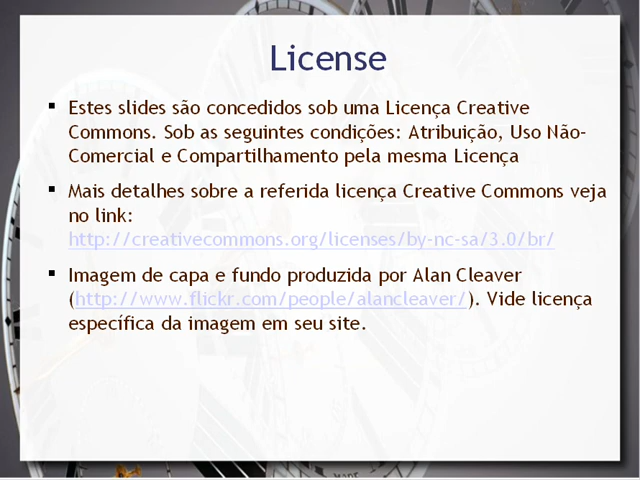 License
Estes slides são concedidos sob uma Licença Creative
Commons. Sob as seguintes condições: Atribuição, Uso Não-
Comercial e Compartilhamento pela mesma Licença
Mais detalhes sobre a referida licença Creative Commons veja
no link:
http://creativecommons.org/licenses/by-nc-sa/3.0/br/
Imagem de capa e fundo produzida por Alan Cleaver
(http://www.flickr.com/people/alancleaver/). Vide licença
específica da imagem em seu site.